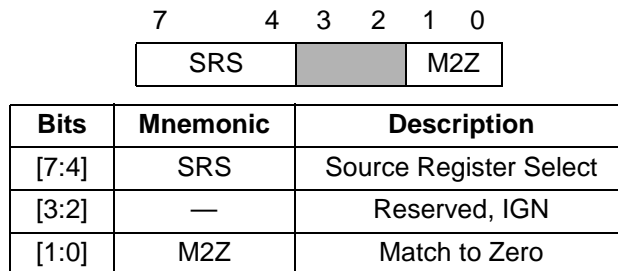 7 4 3 2 1 0
SRS M2Z
Bits Mnemonic Description
[7:4] SRS Source Register Select
[3:2] — Reserved, IGN
[1:0] M2Z Match to Zero